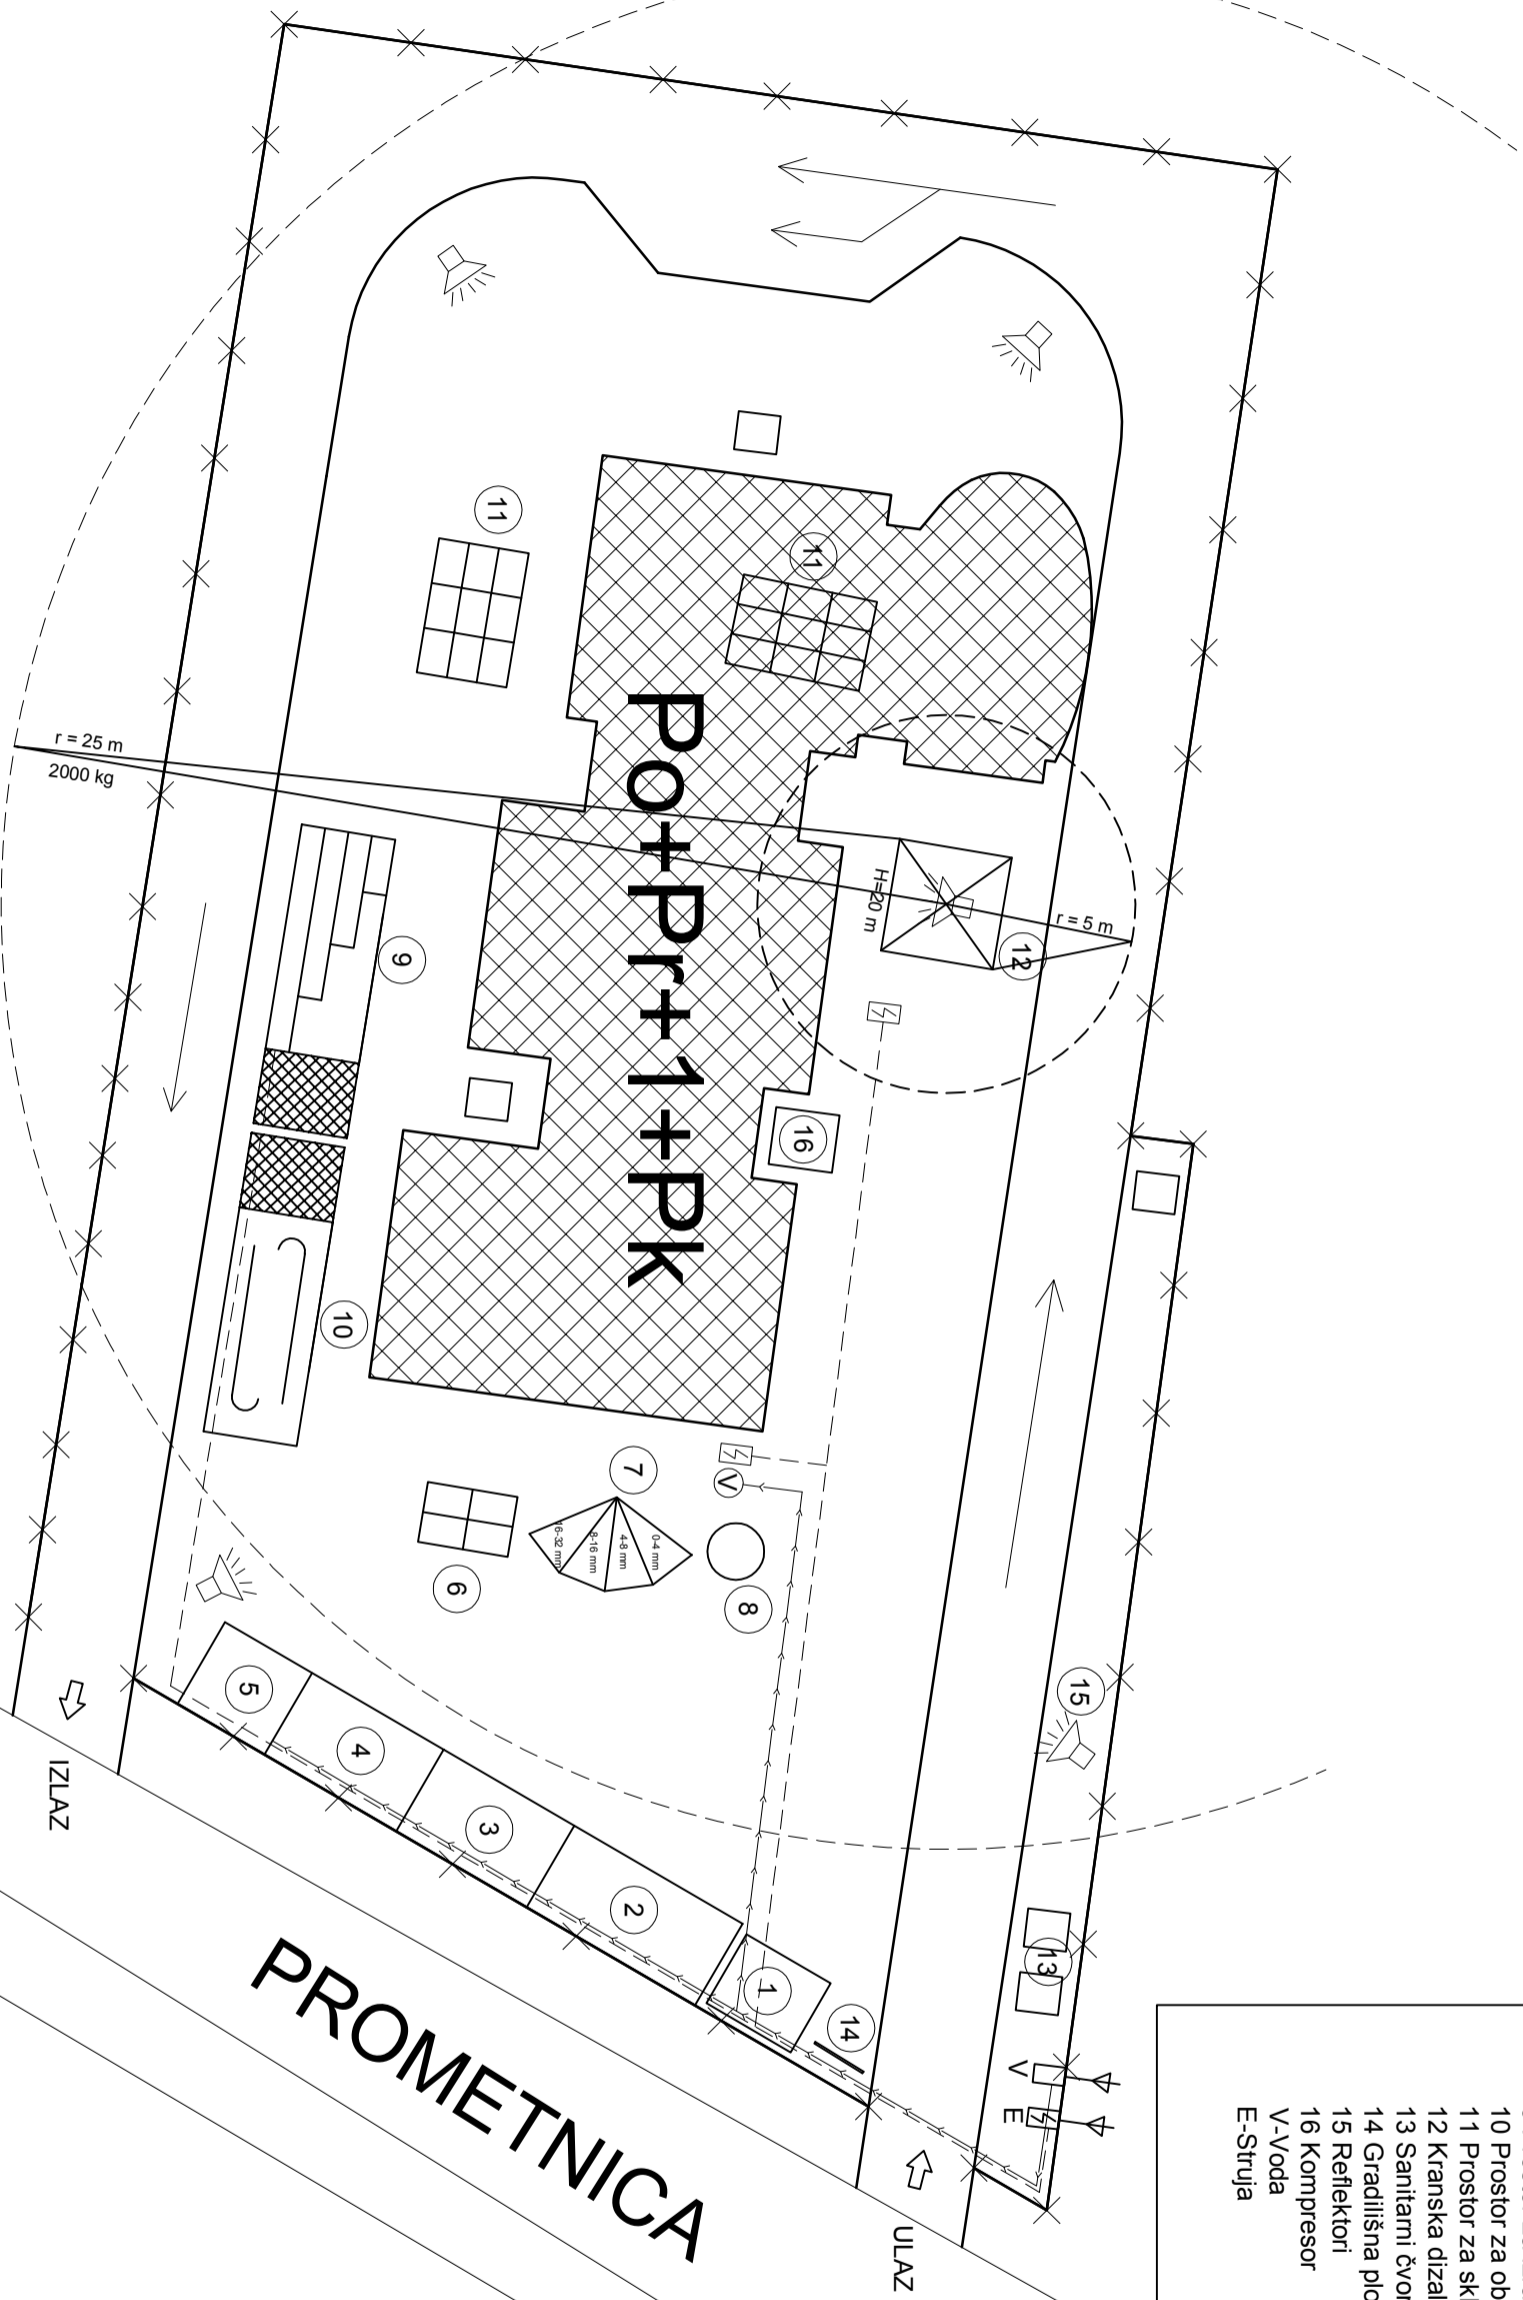 PO+Pr+1+Pk
11
11
r = 25 m
2000 kg
H=20 m
r = 5 m
12
9
16
10
7
V
0-4 mm
4-8 mm
8-16 mm
16-32 mm
6
8
15
5
4
3
2
1
14
13
V
E
IZLAZ
ULAZ
PROMETNICA
10 Prostor za ob
11 Prostor za skl
12 Kranska dizal
13 Sanitarni čvor
14 Gradilišna plo
15 Reflektori
16 Kompresor
V-Voda
E-Struja